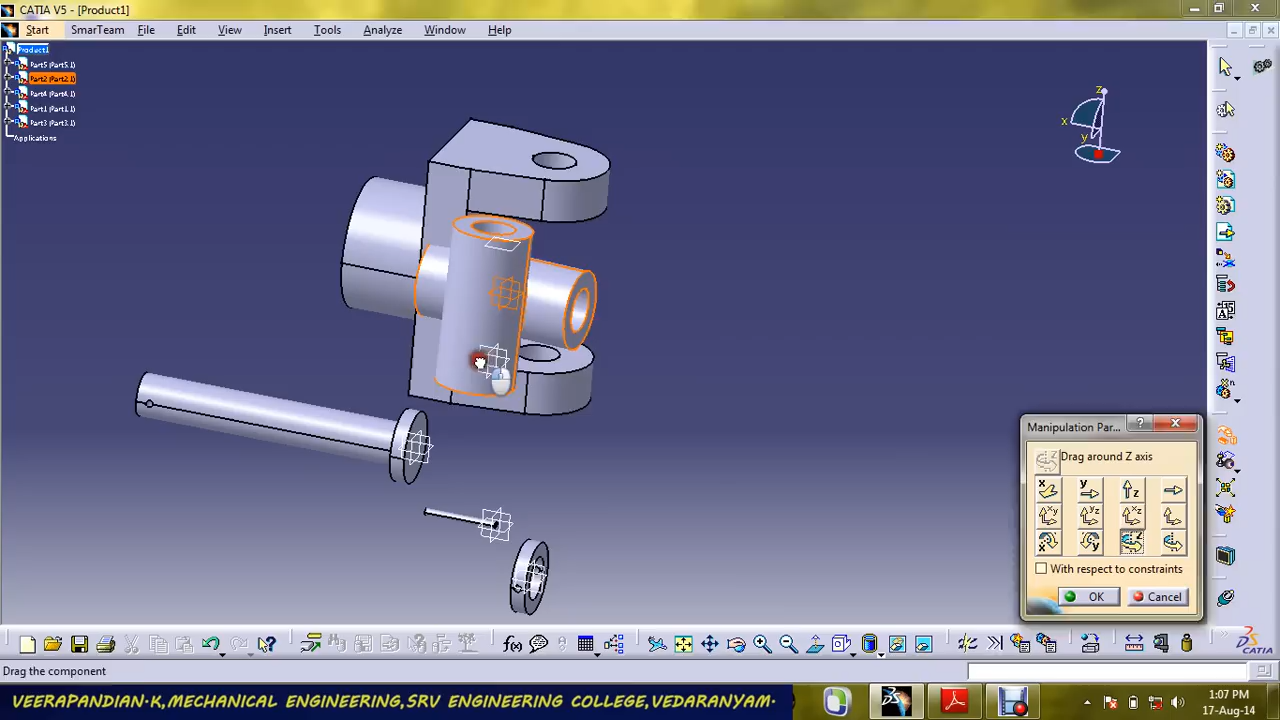 CATIA V5 - [Product1]
Start SmarTeam File Edit View Insert Tools Analyze Window Help
Product1
Part5 (Part5.1)
Part2 (Part2.1)
Part4 (Part4.1)
Part1 (Part1.1)
Part3 (Part3.1)
Applications
z
x
y
Manipulation Par...
Drag around Z axis
With respect to constraints
OK Cancel
Drag the component
VEERAPANDIAN·K,MECHANICAL ENGINEERING,SRV ENGINEERING COLLEGE,VEDARANYAM·
1:07 PM
17-Aug-14